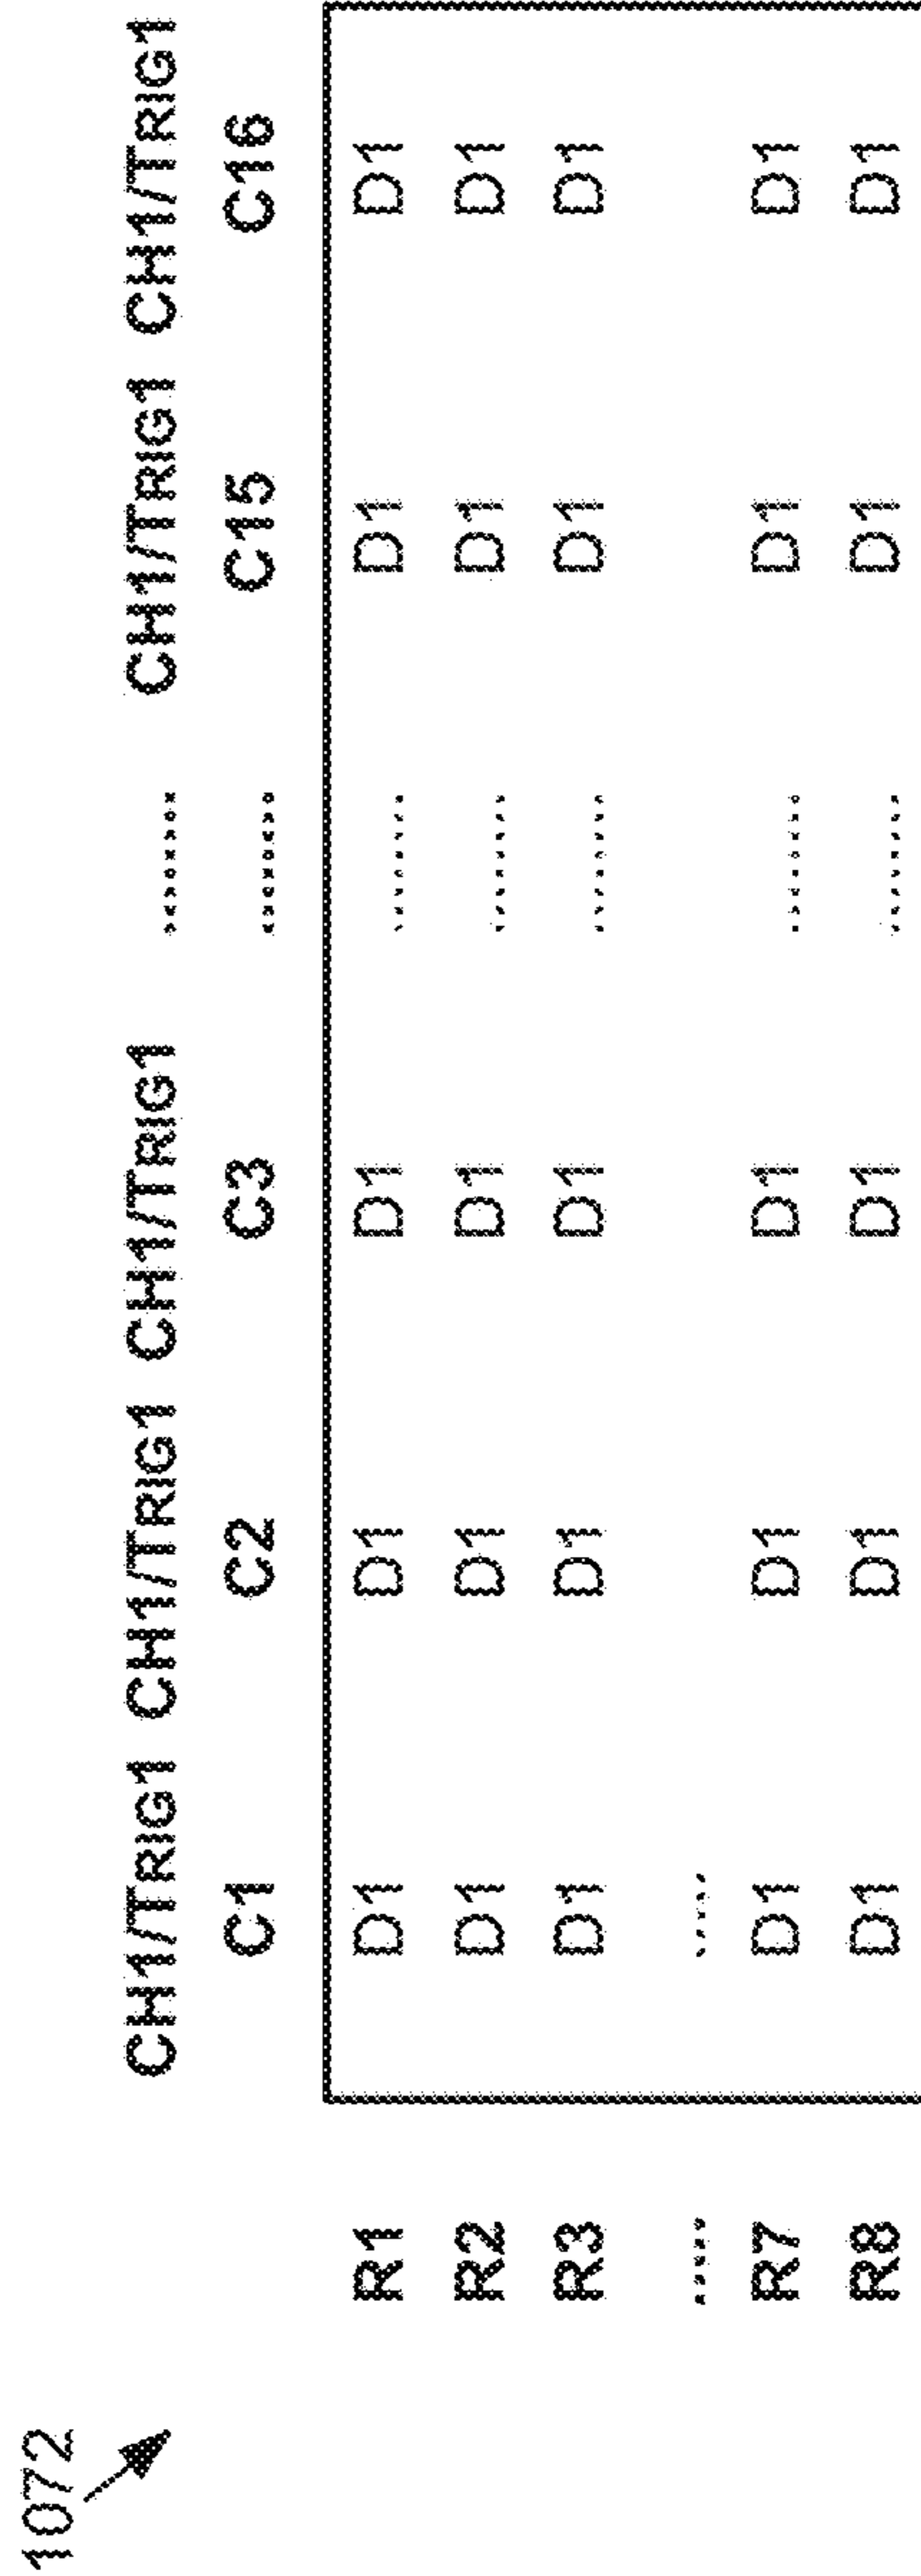 1072
CH1/TRIG1 CH1/TRIG1 CH1/TRIG1 ....... CH1/TRIG1 CH1/TRIG1
C1 C2 C3 ....... C15 C16
R1 D1 D1 D1 ....... D1 D1
R2 D1 D1 D1 ....... D1 D1
R3 D1 D1 D1 ....... D1 D1
..... .....
R7 D1 D1 D1 ....... D1 D1
R8 D1 D1 D1 ....... D1 D1